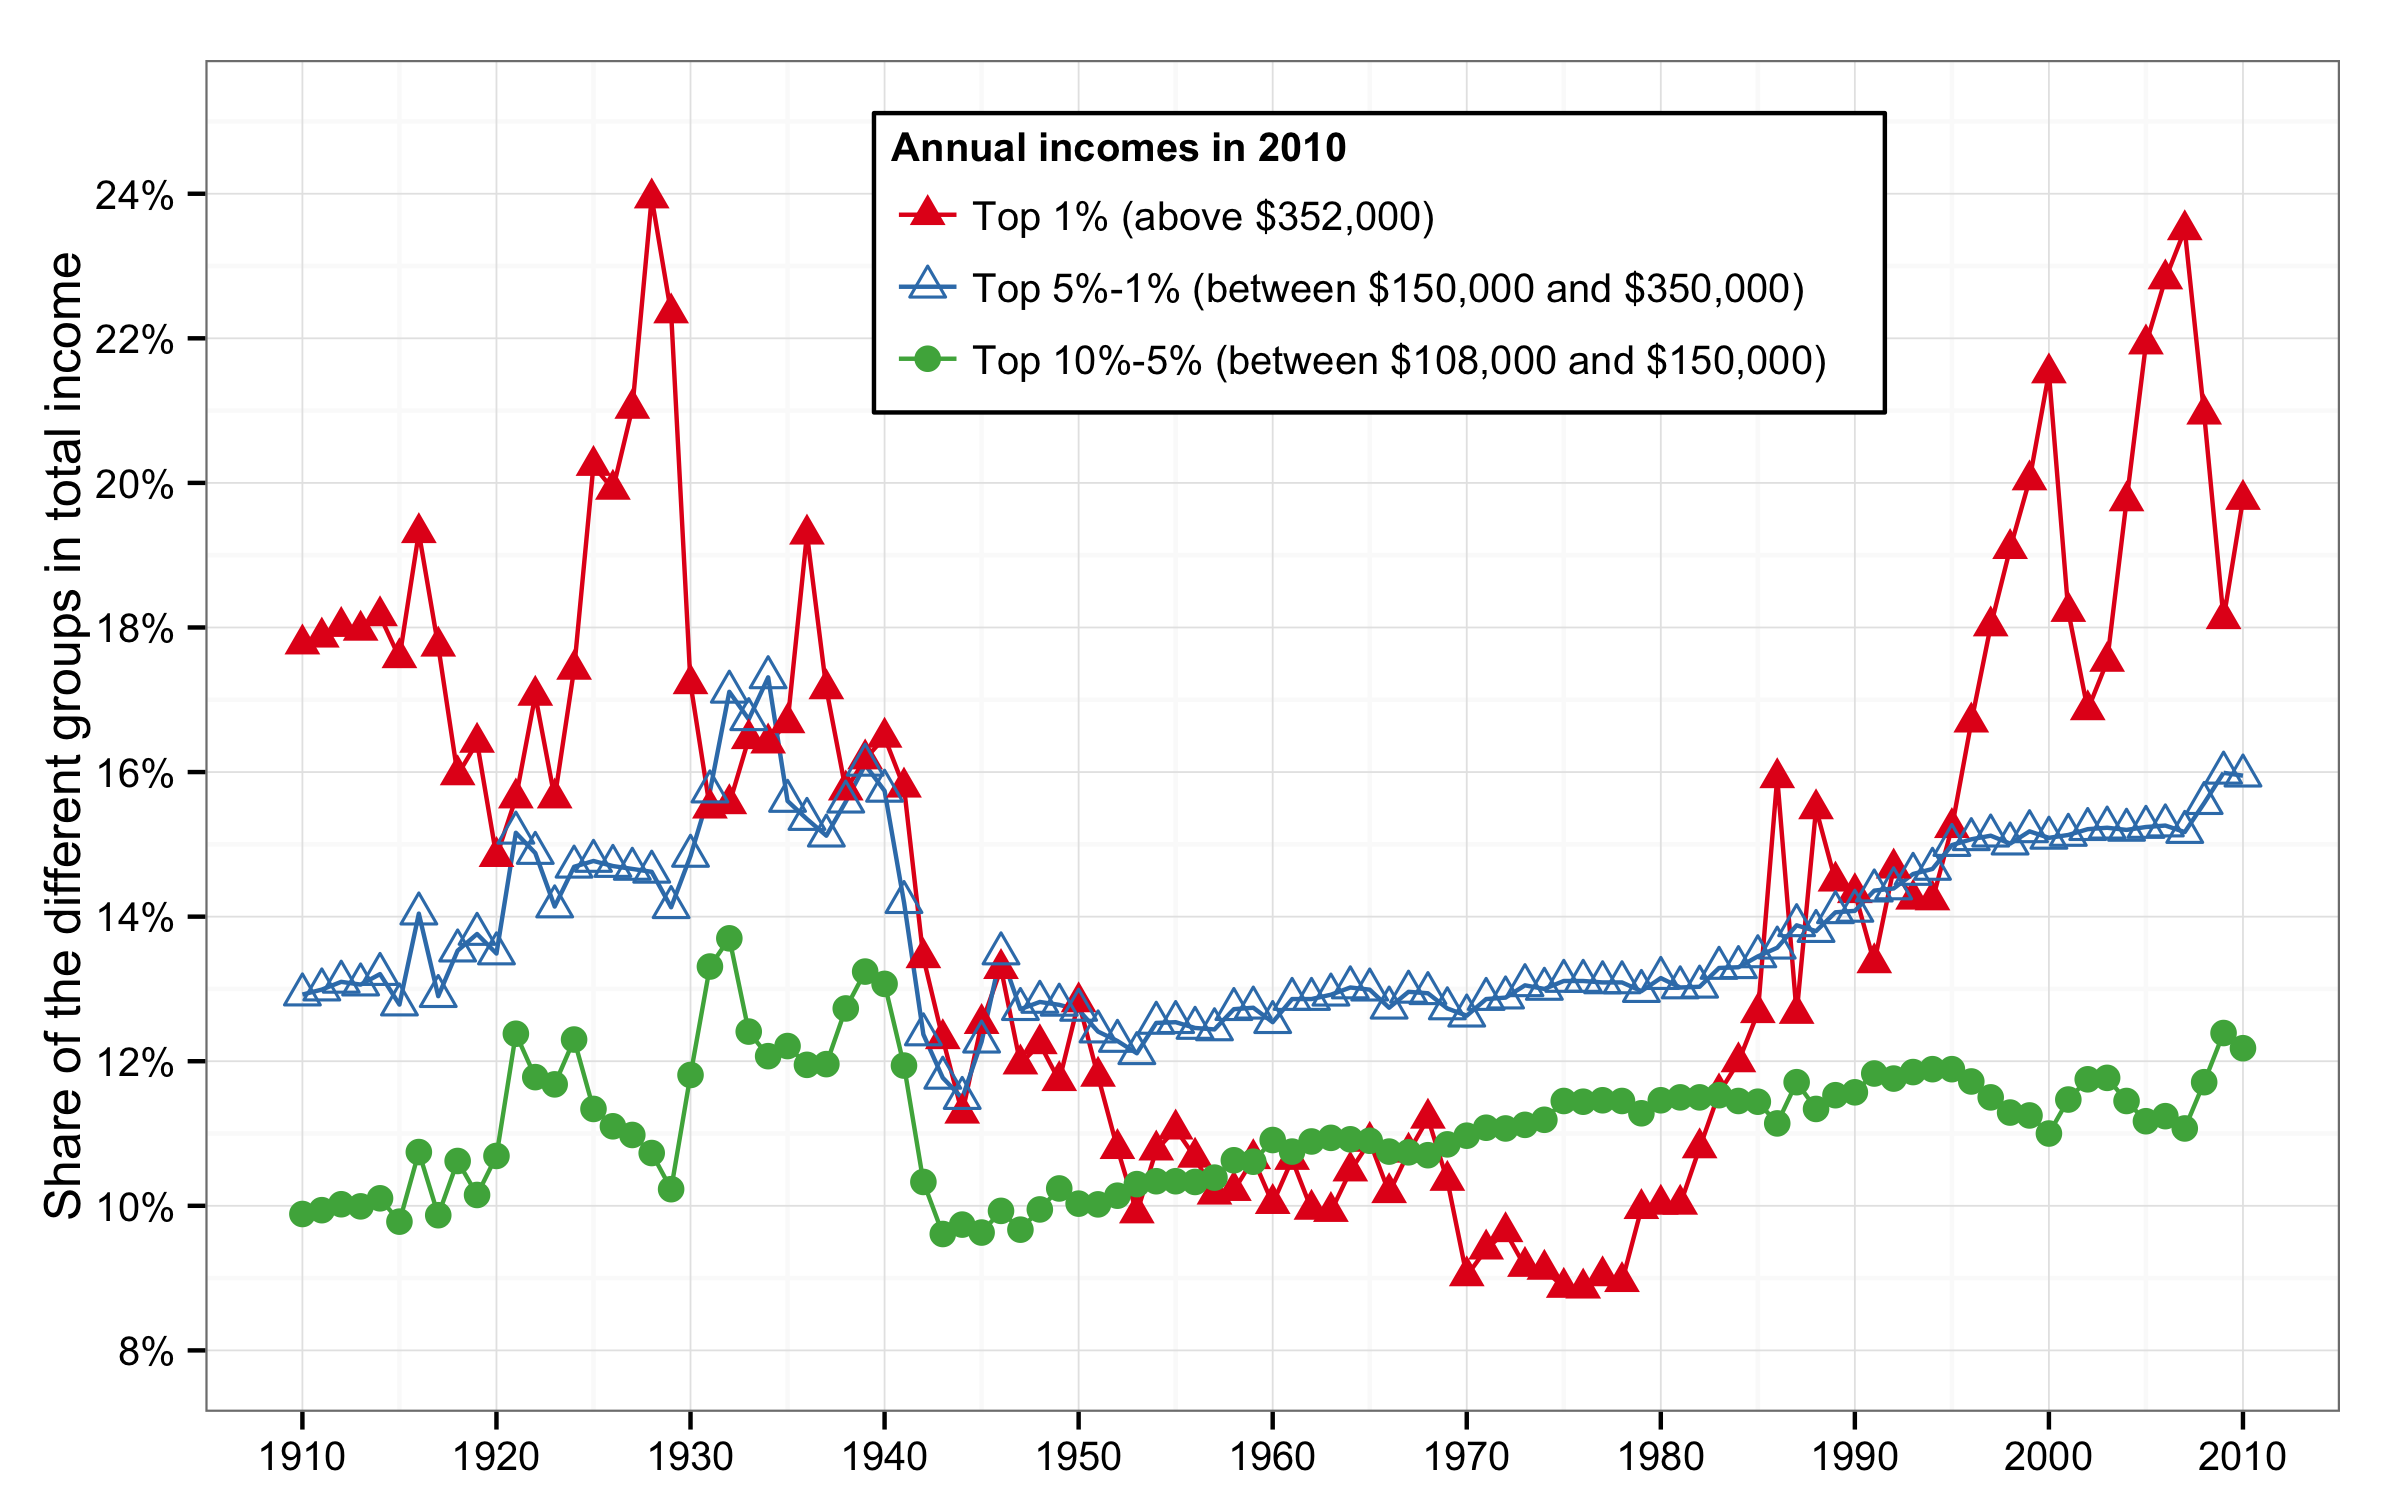 Share of the different groups in total income
24%
22%
20%
18%
16%
14%
12%
10%
8%
Annual incomes in 2010
Top 1% (above $352,000)
Top 5%-1% (between $150,000 and $350,000)
Top 10%-5% (between $108,000 and $150,000)
1910 1920 1930 1940 1950 1960 1970 1980 1990 2000 2010